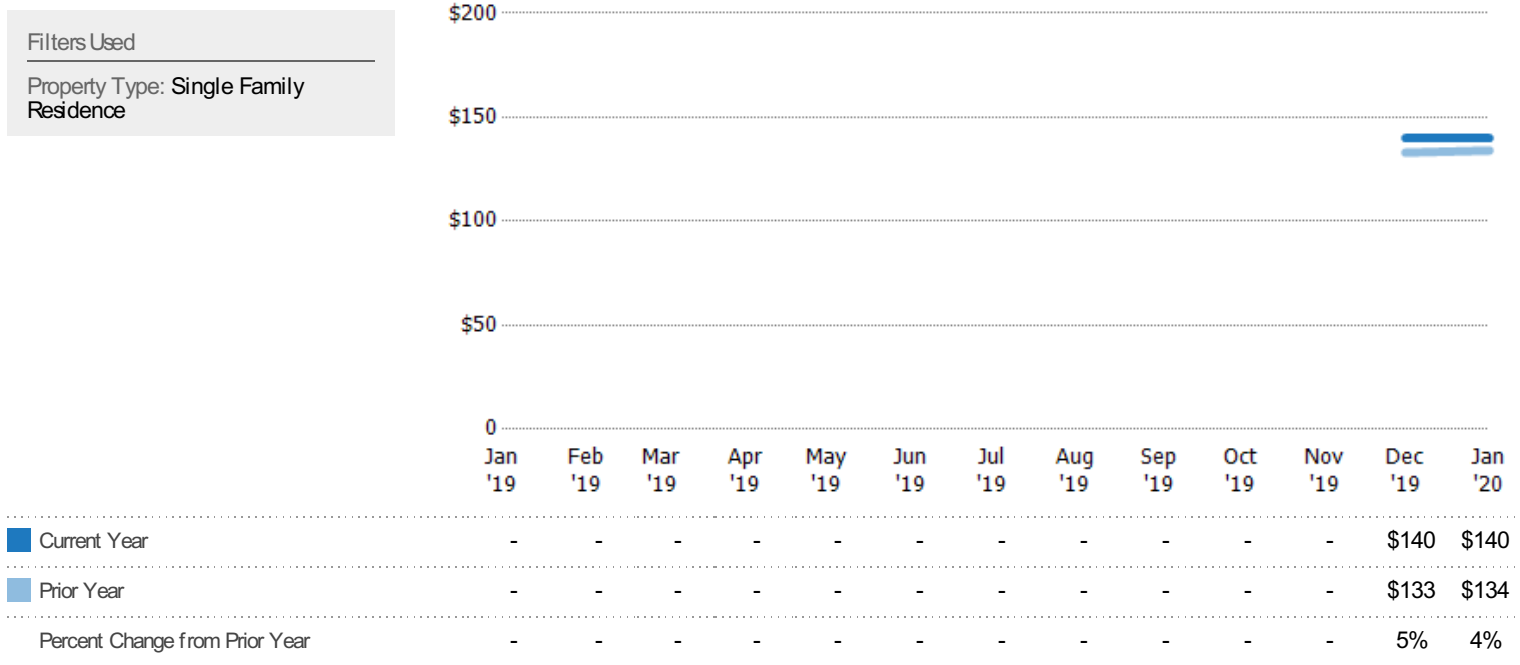 Filters Used
Property Type: Single Family
Residence
$200
$150
$100
$50
0
Jan '19 Feb '19 Mar '19 Apr '19 May '19 Jun '19 Jul '19 Aug '19 Sep '19 Oct '19 Nov '19 Dec '19 Jan '20
Current Year - - - - - - - - - - - $140 $140
Prior Year - - - - - - - - - - - $133 $134
Percent Change from Prior Year - - - - - - - - - - - 5% 4%